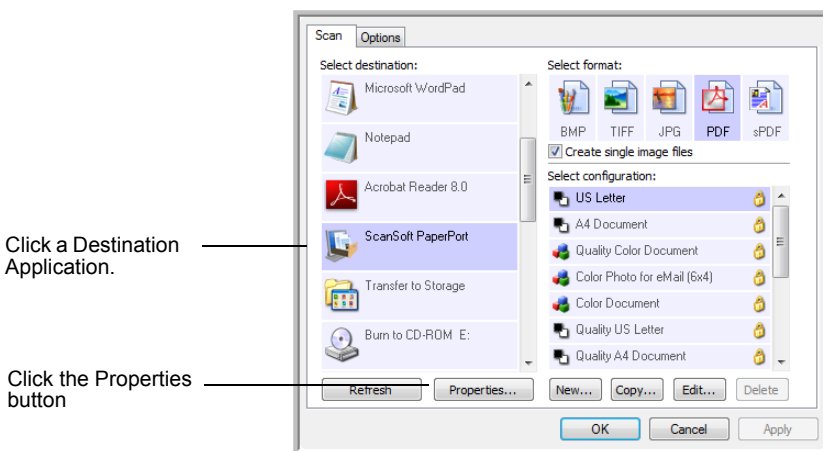 Scan Options
Select destination:
Microsoft WordPad
Notepad
Acrobat Reader 8.0
ScanSoft PaperPort
Transfer to Storage
Burn to CD-ROM E:
Refresh Properties...
Select format:
BMP TIFF JPG PDF sPDF
Create single image files
Select configuration:
US Letter
A4 Document
Quality Color Document
Color Photo for eMail (6x4)
Color Document
Quality US Letter
Quality A4 Document
New... Copy... Edit... Delete
OK Cancel Apply
Click a Destination
Application.
Click the Properties
button